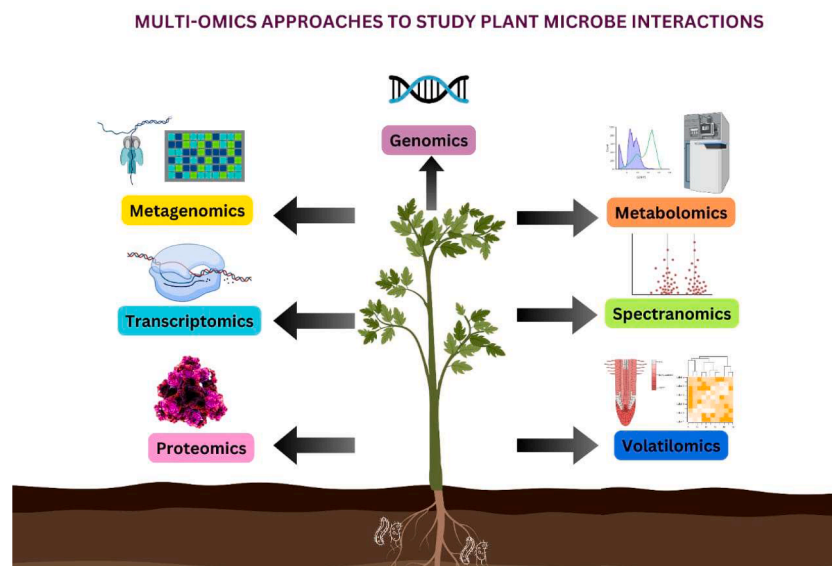 MULTI-OMICS APPROACHES TO STUDY PLANT MICROBE INTERACTIONS
Genomics
Metagenomics
Metabolomics
Transcriptomics
Spectranomics
Proteomics
Volatilomics